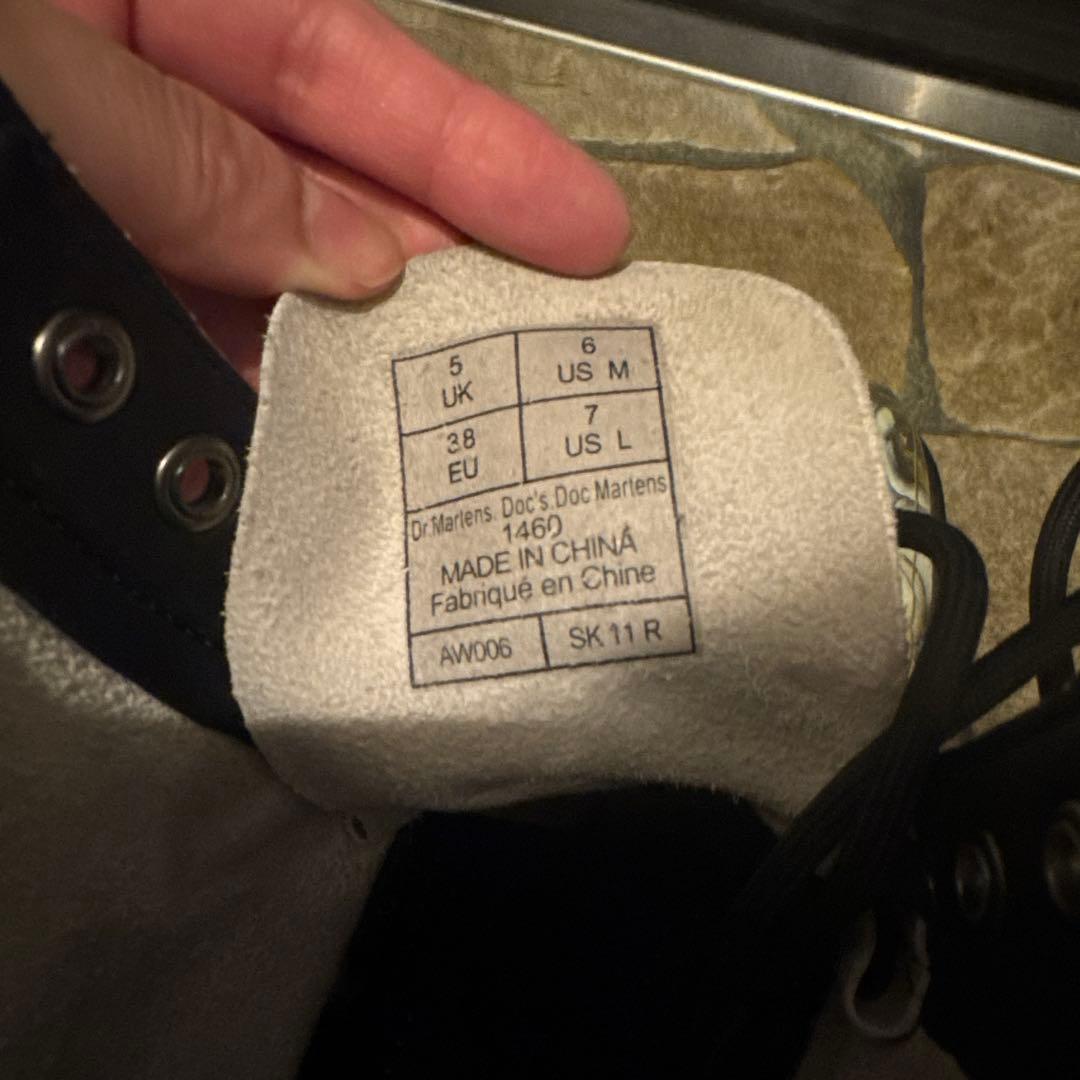 5
UK
6
US M
38
EU
7
US L
Dr.Martens. Doc's.Doc Martens
1460
MADE IN CHINA
Fabriqué en Chine
AW006
SK 11 R